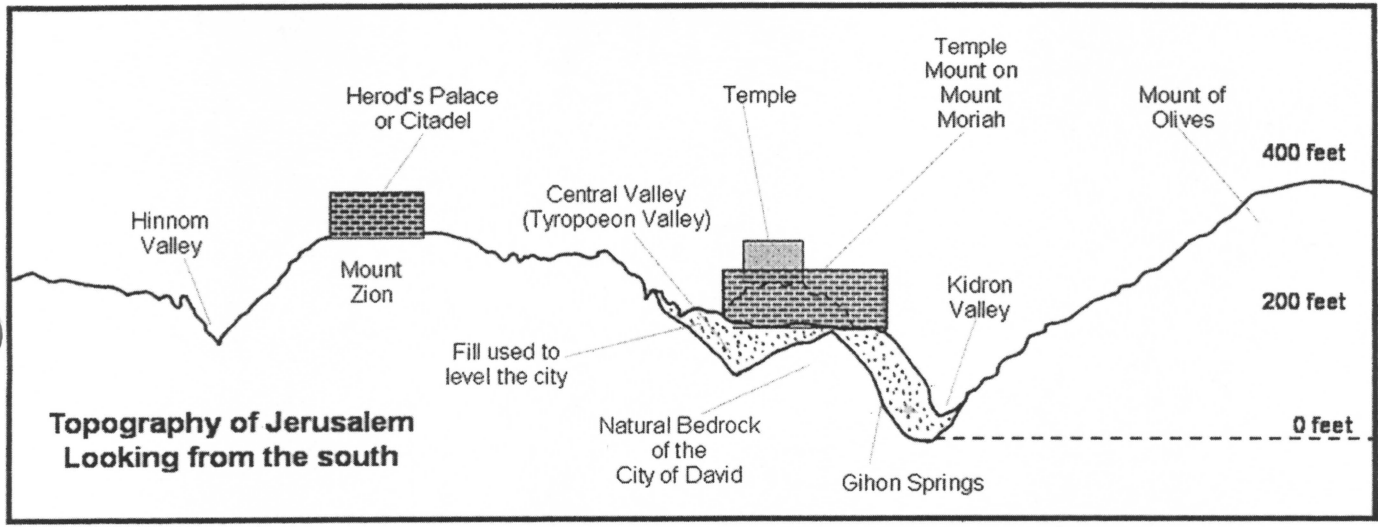 Herod's Palace
or Citadel
Temple
Temple
Mount on
Mount
Moriah
Mount of
Olives
400 feet
Central Valley
(Tyropoeon Valley)
Hinnom
Valley
Mount
Zion
Kidron
Valley
200 feet
Fill used to
level the city
Topography of Jerusalem
Looking from the south
Natural Bedrock
of the
City of David
Gihon Springs
0 feet